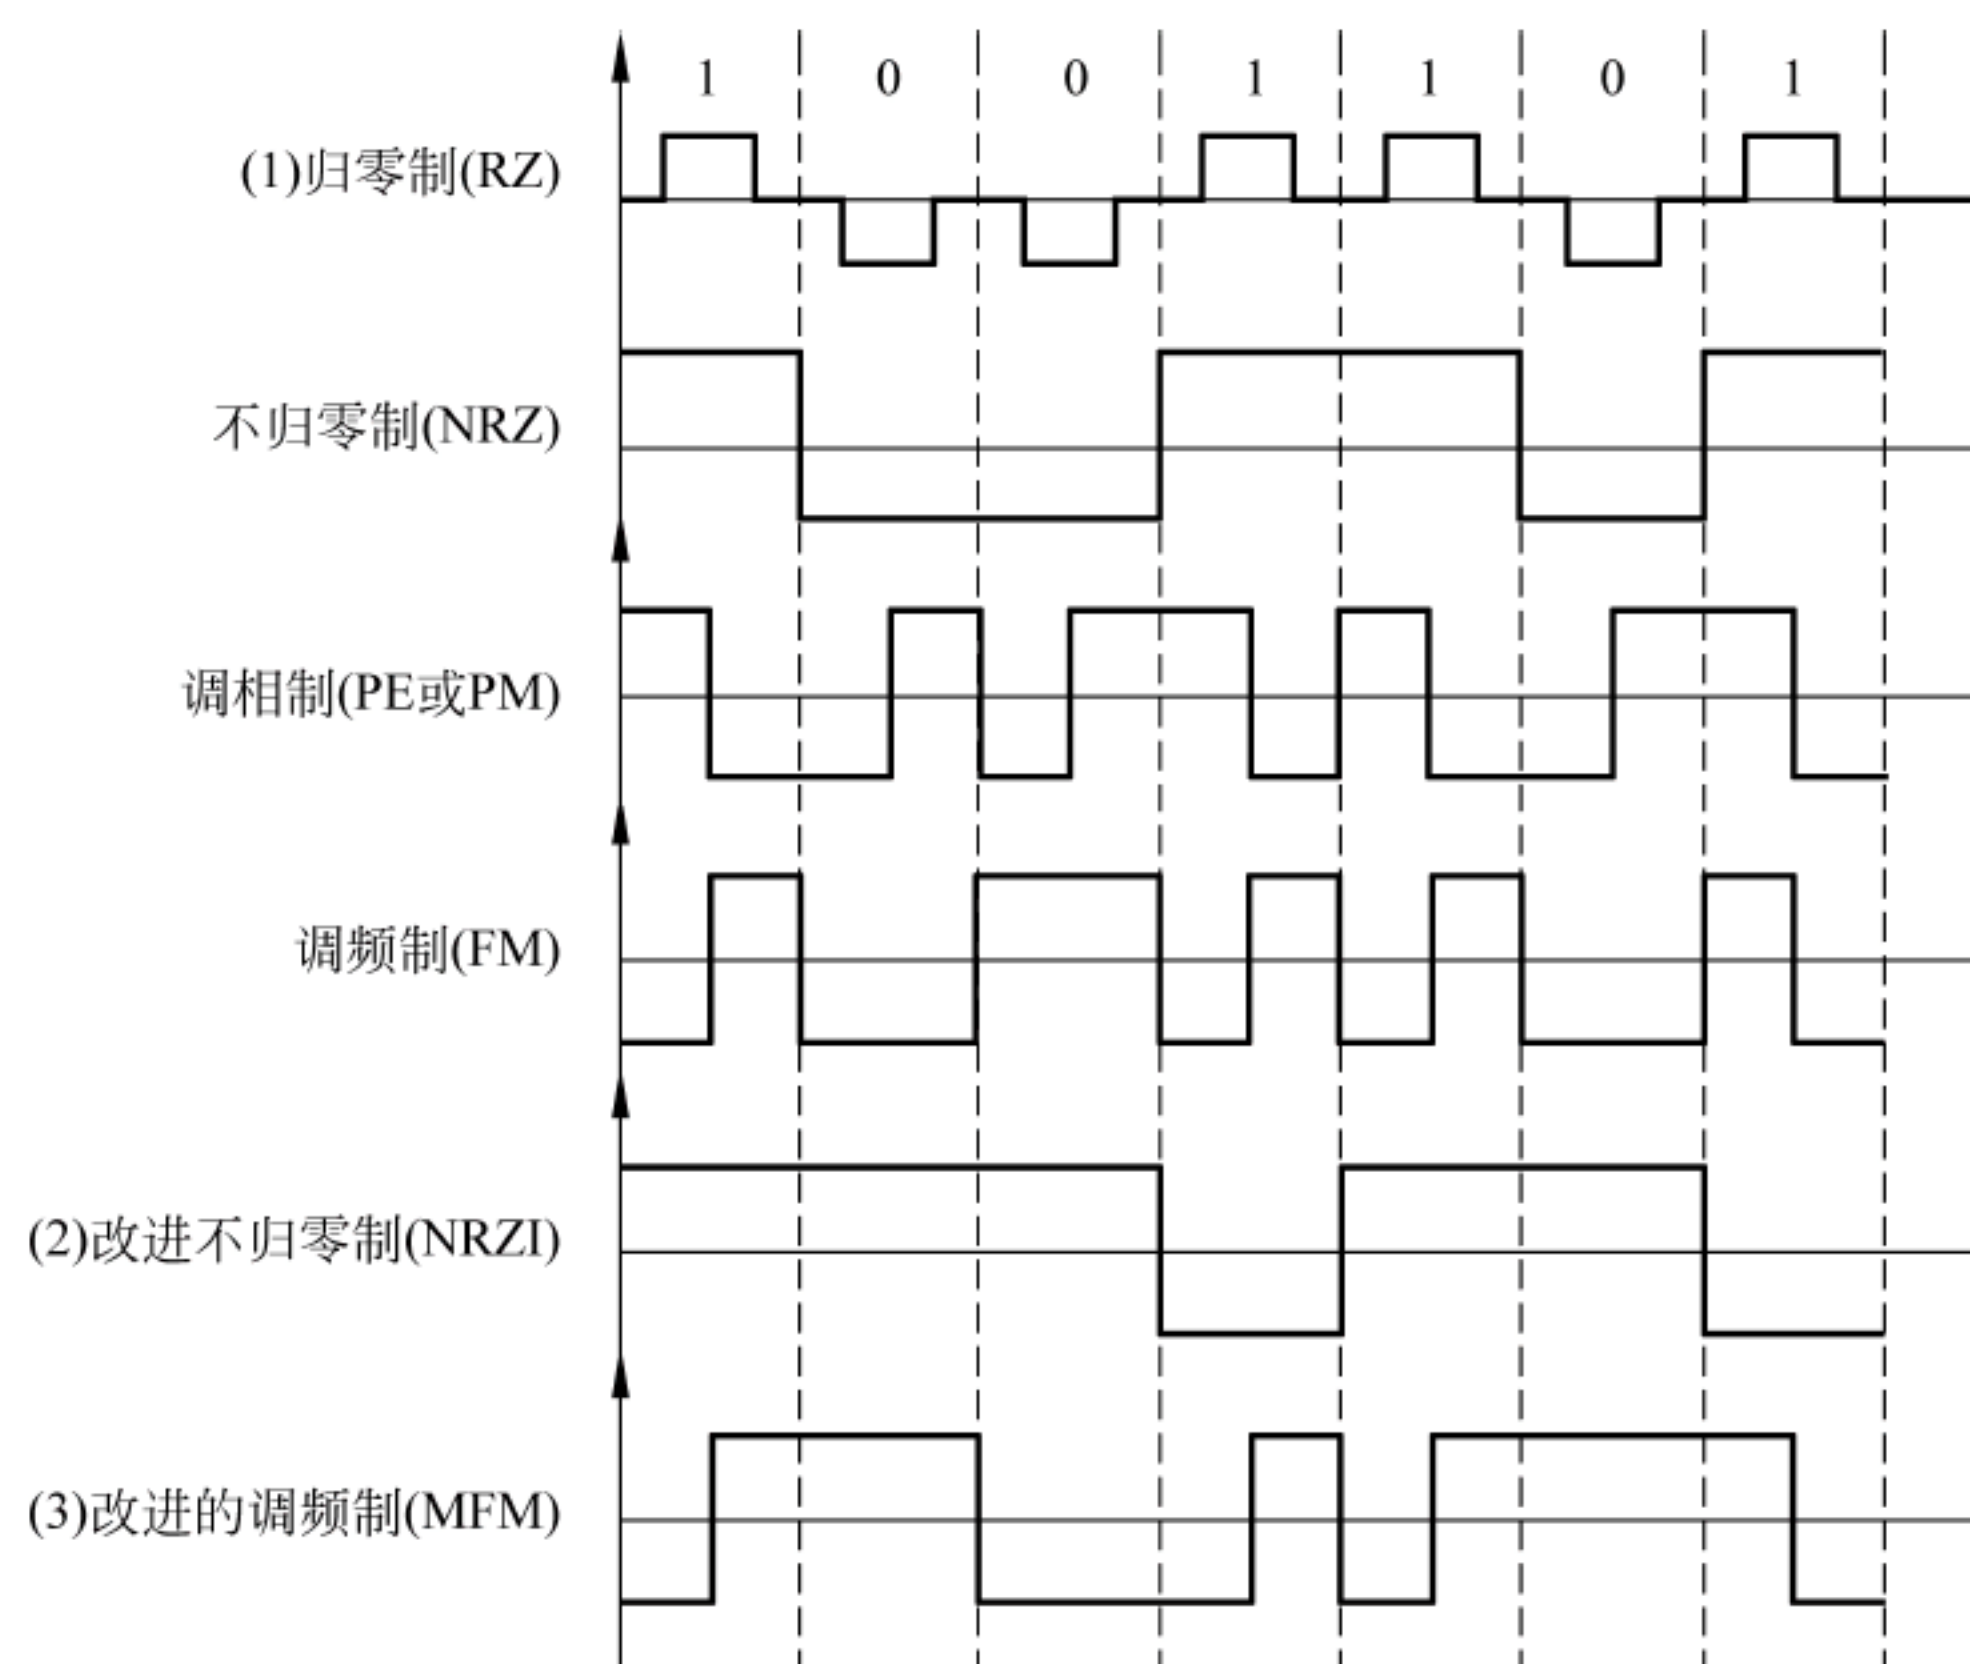 1 0 0 1 1 0 1
(1)归零制(RZ)
不归零制(NRZ)
调相制(PE或PM)
调频制(FM)
(2)改进不归零制(NRZI)
(3)改进的调频制(MFM)